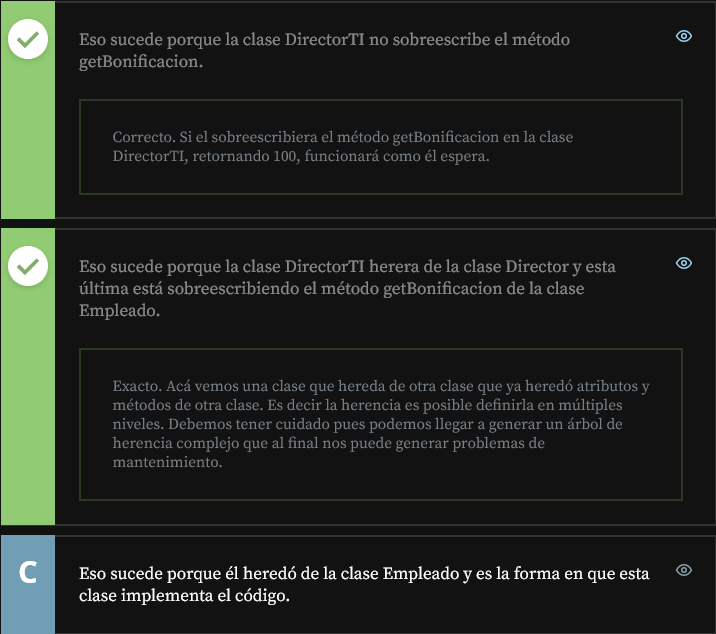 Eso sucede porque la clase DirectorTI no sobreescribe el método
getBonificacion.
Correcto. Si el sobreescribiera el método getBonificacion en la clase
DirectorTI, retornando 100, funcionará como él espera.
Eso sucede porque la clase DirectorTI herera de la clase Director y esta
última está sobreescribiendo el método getBonificacion de la clase
Empleado.
Exacto. Acá vemos una clase que hereda de otra clase que ya heredó atributos y
métodos de otra clase. Es decir la herencia es posible definirla en múltiples
niveles. Debemos tener cuidado pues podemos llegar a generar un árbol de
herencia complejo que al final nos puede generar problemas de
mantenimiento.
C
Eso sucede porque él heredó de la clase Empleado y es la forma en que esta
clase implementa el código.